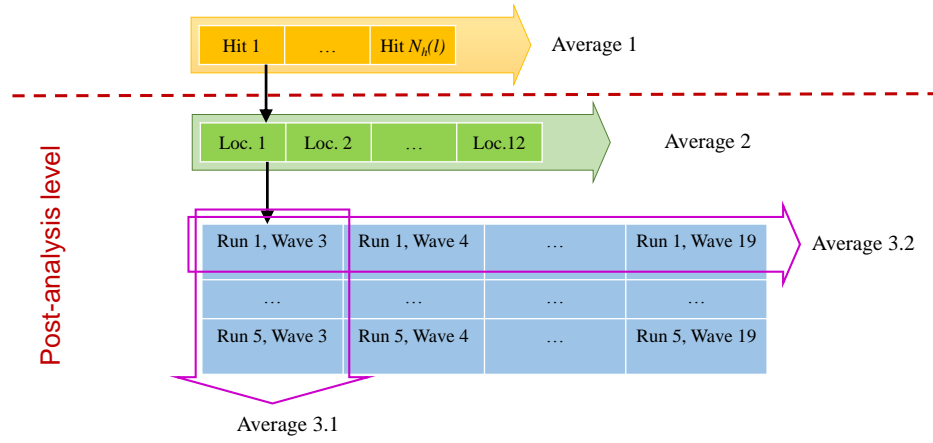 Hit 1 … Hit N_h(l)
Average 1
Loc. 1 Loc. 2 … Loc.12
Average 2
Post-analysis level
Run 1, Wave 3 Run 1, Wave 4 … Run 1, Wave 19
Average 3.2
… … … …
Run 5, Wave 3 Run 5, Wave 4 … Run 5, Wave 19
Average 3.1